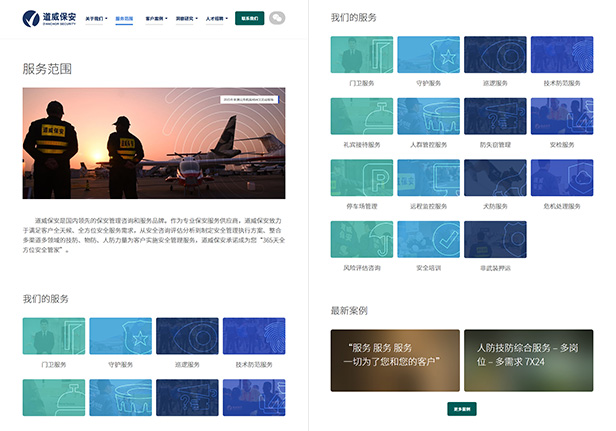 道威保安
DIANCHOR SECURITY
关于我们
服务范围
客户案例
洞察研究
人才招聘
联系我们
服务范围
道威保安
365
道威保安是国内领先的保安管理咨询和服务品牌。作为专业保安服务供应商，道威保安致力
于满足客户全天候、全方位安全服务需求，从安全咨询评估分析到制定安全管理执行方案、整合
多渠道多领域的技防、物防、人防力量为客户实施安全管理服务，道威保安承诺成为您“365天全
方位安全管家”。
我们的服务
门卫服务
守护服务
巡逻服务
技术防范服务
我们的服务
门卫服务
守护服务
巡逻服务
技术防范服务
礼宾接待服务
人群管控服务
防失窃管理
安检服务
停车场管理
远程监控服务
犬防服务
危机处理服务
风险评估咨询
安全培训
非武装押运
最新案例
“服务 服务 服务
一切为了您和您的客户”
人防技防综合服务 – 多岗
位 – 多需求 7X24
更多案例